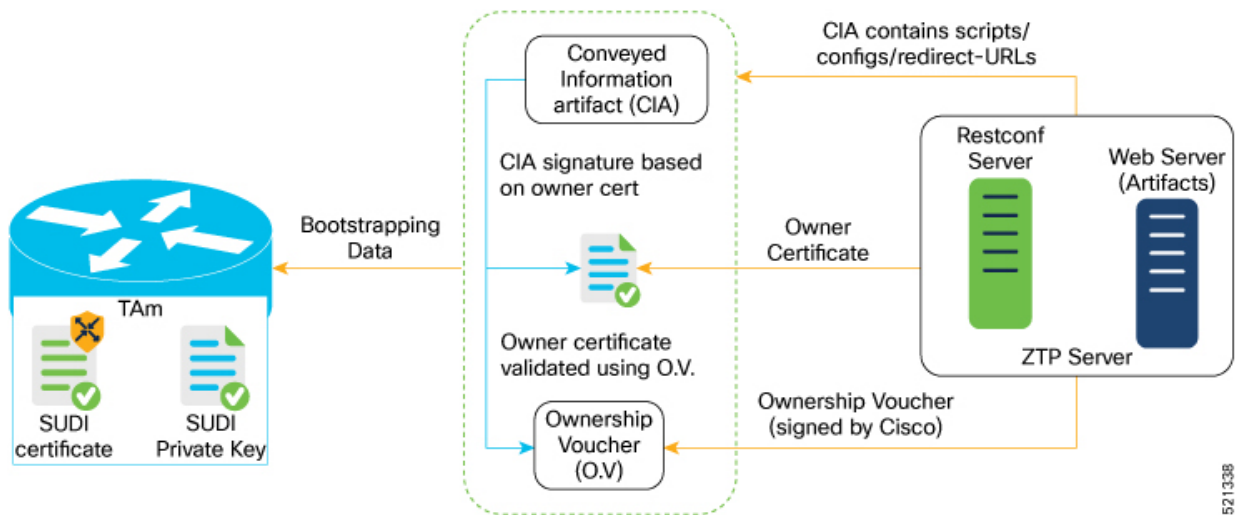 CIA contains scripts/
configs/redirect-URLs
Conveyed
Information
artifact (CIA)
Restconf
Server
Web Server
(Artifacts)
CIA signature based
on owner cert
Bootstrapping
Data
Owner
Certificate
TAm
Owner certificate
validated using O.V.
ZTP Server
SUDI
certificate
SUDI
Private Key
Ownership
Voucher
(O.V)
Ownership Voucher
(signed by Cisco)
521338